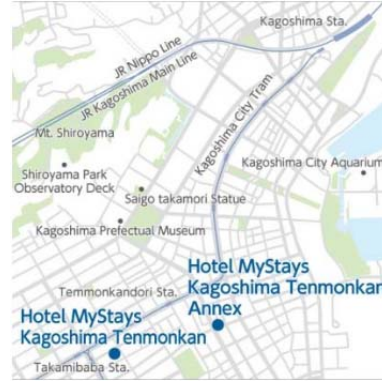 Kagoshima Sta.
JR Nippo Line
JR Kagoshima Main Line
Kagoshima City Tram
Mt. Shiroyama
Shiroyama Park
Observatory Deck
Kagoshima City Aquarium
Saigo takamori Statue
Kagoshima Prefectual Museum
Temmonkandori Sta.
Hotel MyStays
Kagoshima Tenmonkan
Annex
Hotel MyStays
Kagoshima Tenmonkan
Takamibaba Sta.